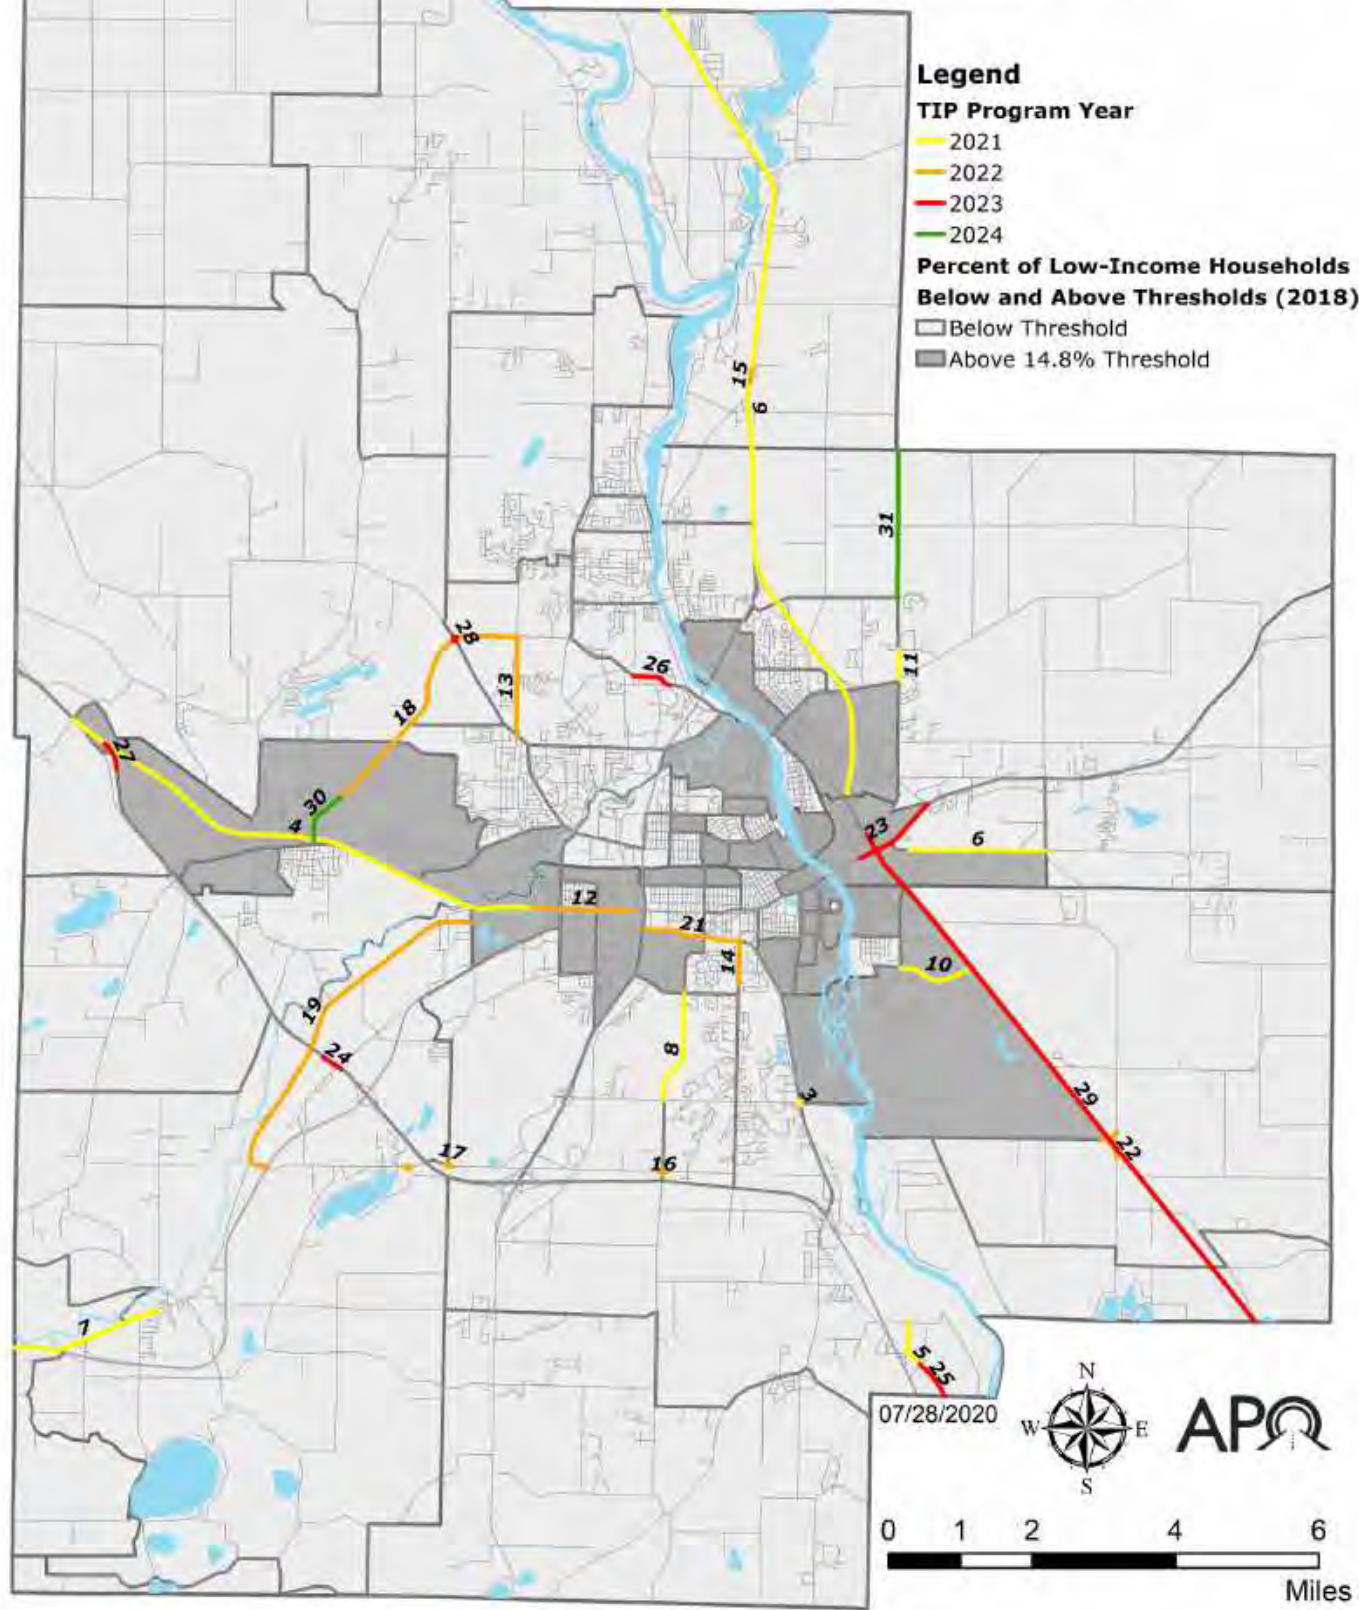 Legend
TIP Program Year
2021
2022
2023
2024
Percent of Low-Income Households
Below and Above Thresholds (2018)
Below Threshold
Above 14.8% Threshold
15
6
31
28
26
11
13
18
27
30
4
23
6
12
21
14
10
19
8
24
29
3
22
17
16
7
5
25
07/28/2020
N
W
E
S
APO
0 1 2 4 6
Miles